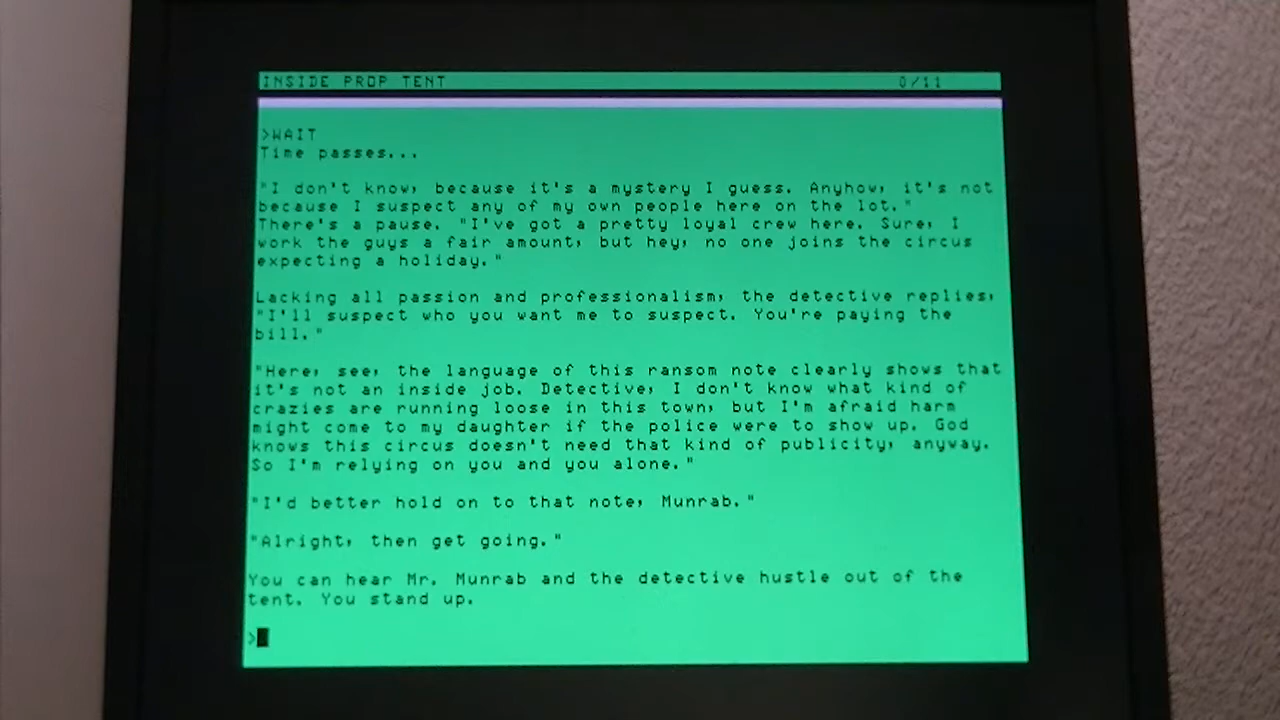 INSIDE PROP TENT 0/11
>WAIT
Time passes...
"I don't know, because it's a mystery I guess. Anyhow, it's not
because I suspect any of my own people here on the lot."
There's a pause. "I've got a pretty loyal crew here. Sure, I
work the guys a fair amount, but hey, no one joins the circus
expecting a holiday."
Lacking all passion and professionalism, the detective replies,
"I'll suspect who you want me to suspect. You're paying the
bill."
"Here, see, the language of this ransom note clearly shows that
it's not an inside job. Detective, I don't know what kind of
crazies are running loose in this town, but I'm afraid harm
might come to my daughter if the police were to show up. God
knows this circus doesn't need that kind of publicity, anyway.
So I'm relying on you and you alone."
"I'd better hold on to that note, Munrab."
"Alright, then get going."
You can hear Mr. Munrab and the detective hustle out of the
tent. You stand up.
>